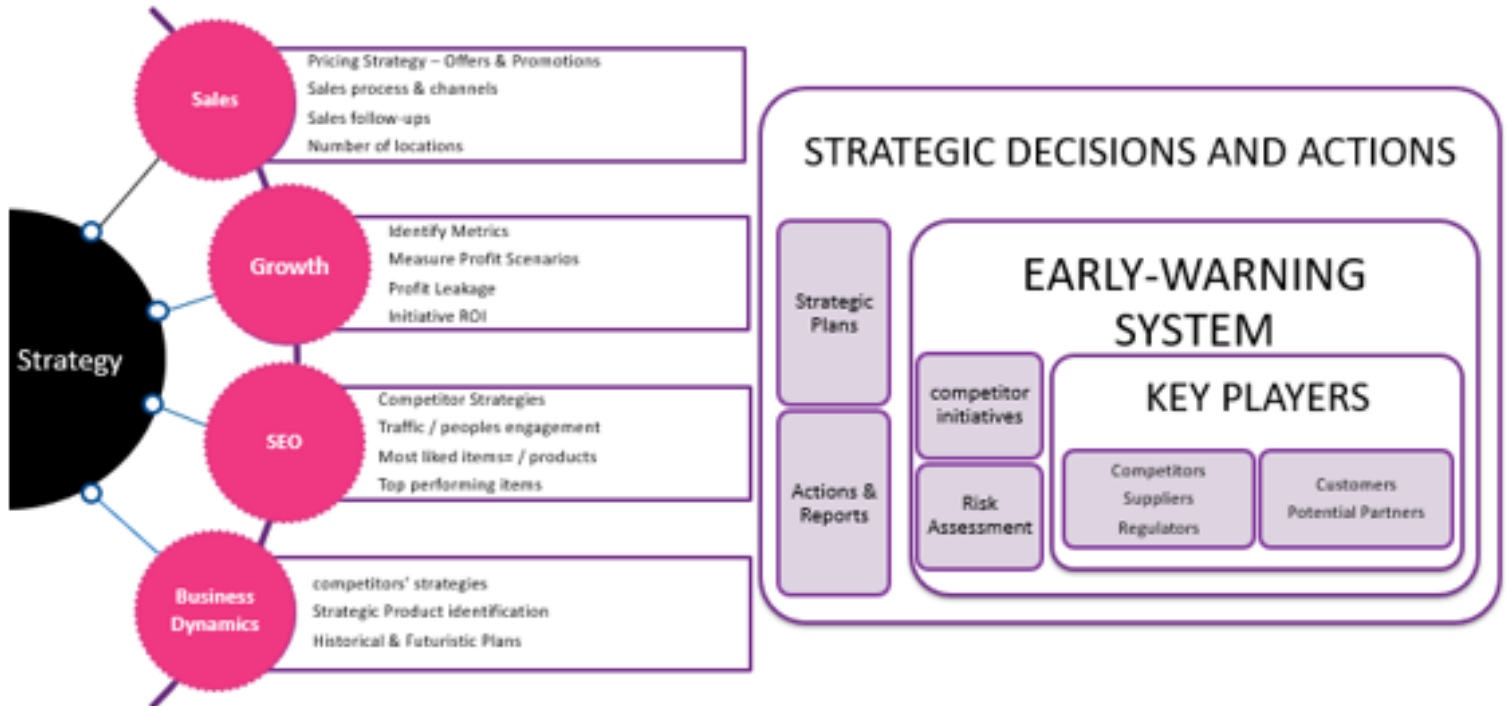 Strategy
Sales
Pricing Strategy – Offers & Promotions
Sales process & channels
Sales follow-ups
Number of locations
Growth
Identify Metrics
Measure Profit Scenarios
Profit Leakage
Initiative ROI
SEO
Competitor Strategies
Traffic / peoples engagement
Most liked items= / products
Top performing items
Business
Dynamics
competitors' strategies
Strategic Product identification
Historical & Futuristic Plans
STRATEGIC DECISIONS AND ACTIONS
Strategic
Plans
Actions &
Reports
EARLY-WARNING
SYSTEM
competitor
initiatives
Risk
Assessment
KEY PLAYERS
Competitors
Suppliers
Regulators
Customers
Potential Partners